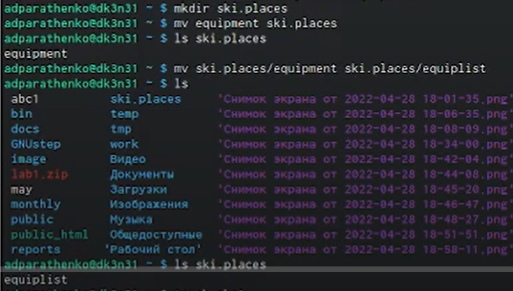 adparathenko@dk3n31 ~ $ mkdir ski.places
adparathenko@dk3n31 ~ $ mv equipment ski.places
adparathenko@dk3n31 ~ $ ls ski.places
equipment
adparathenko@dk3n31 ~ $ mv ski.places/equipment ski.places/equiplist
adparathenko@dk3n31 ~ $ ls
abc1 ski.places 'Снимок экрана от 2022-04-28 18-01-35.png'
bin temp 'Снимок экрана от 2022-04-28 18-06-35.png'
docs tmp 'Снимок экрана от 2022-04-28 18-08-09.png'
GNUstep work 'Снимок экрана от 2022-04-28 18-34-00.png'
image Видео 'Снимок экрана от 2022-04-28 18-42-04.png'
lab1.zip Документы 'Снимок экрана от 2022-04-28 18-44-08.png'
may Загрузки 'Снимок экрана от 2022-04-28 18-45-20.png'
monthly Изображения 'Снимок экрана от 2022-04-28 18-46-47.png'
public Музыка 'Снимок экрана от 2022-04-28 18-48-27.png'
public_html Общедоступные 'Снимок экрана от 2022-04-28 18-51-51.png'
reports 'Рабочий стол' 'Снимок экрана от 2022-04-28 18-58-11.png'
adparathenko@dk3n31 ~ $ ls ski.places
equiplist